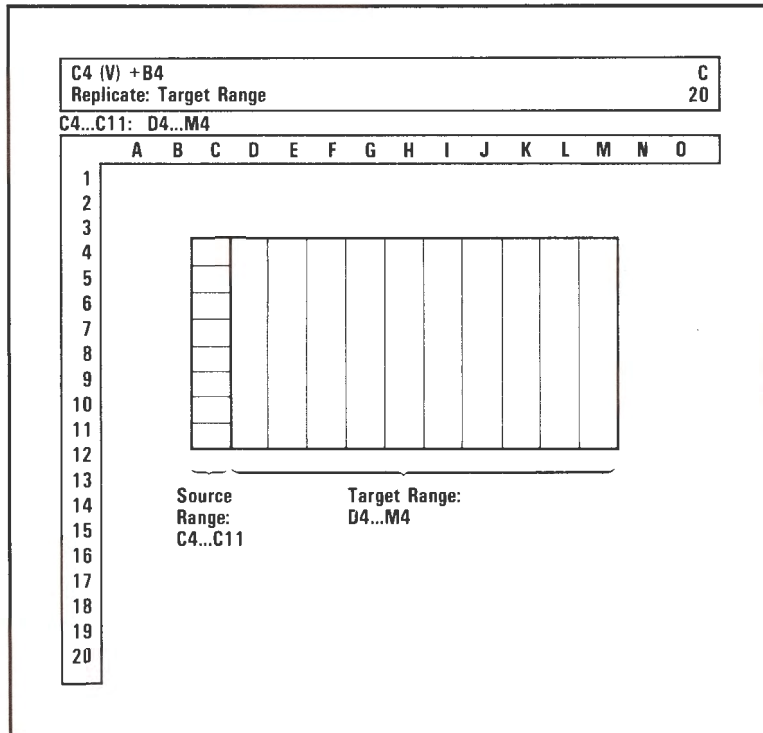 C4 (V) +B4 C
Replicate: Target Range 20
C4...C11: D4...M4
A B C D E F G H I J K L M N O
1
2
3
4
5
6
7
8
9
10
11
12
13
14
15
16
17
18
19
20
Source
Range:
C4...C11
Target Range:
D4...M4